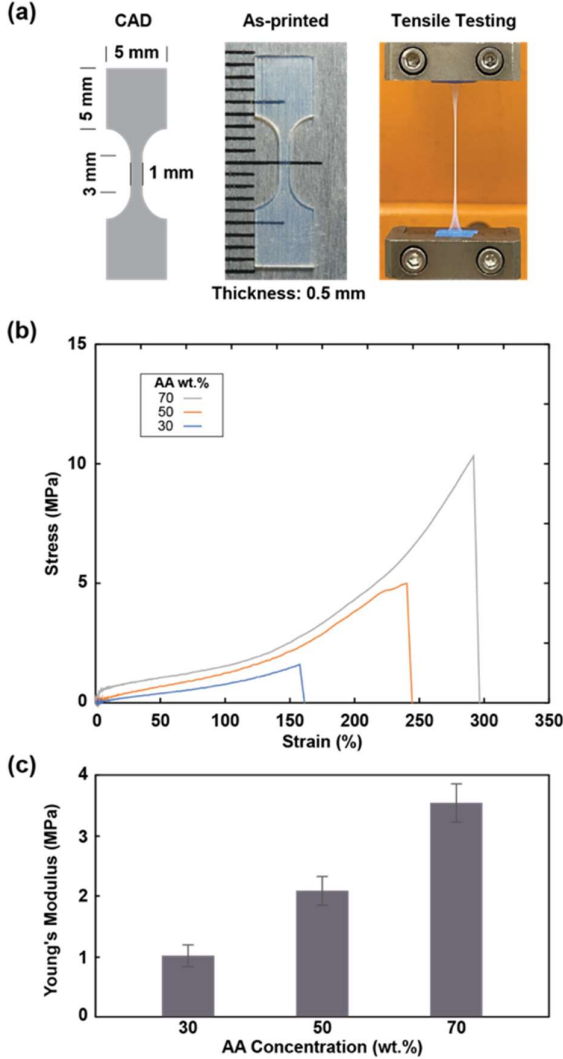 (a)
CAD
As-printed
Tensile Testing
5 mm
5 mm
3 mm
1 mm
Thickness: 0.5 mm
(b)
15
AA wt.%
70
50
30
10
5
0
Stress (MPa)
0 50 100 150 200 250 300 350
Strain (%)
(c)
4
3
2
1
0
Young's Modulus (MPa)
30 50 70
AA Concentration (wt.%)